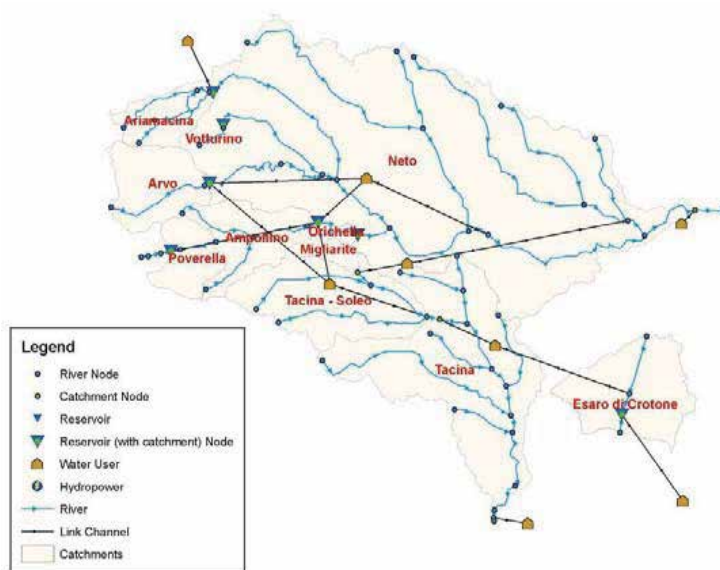 Ariamacina
Votturino
Neto
Arvo
Orichella
Ampollino
Migliarite
Poverella
Tacina - Soleo
Tacina
Esaro di Crotone
Legend
River Node
Catchment Node
Reservoir
Reservoir (with catchment) Node
Water User
Hydropower
River
Link Channel
Catchments